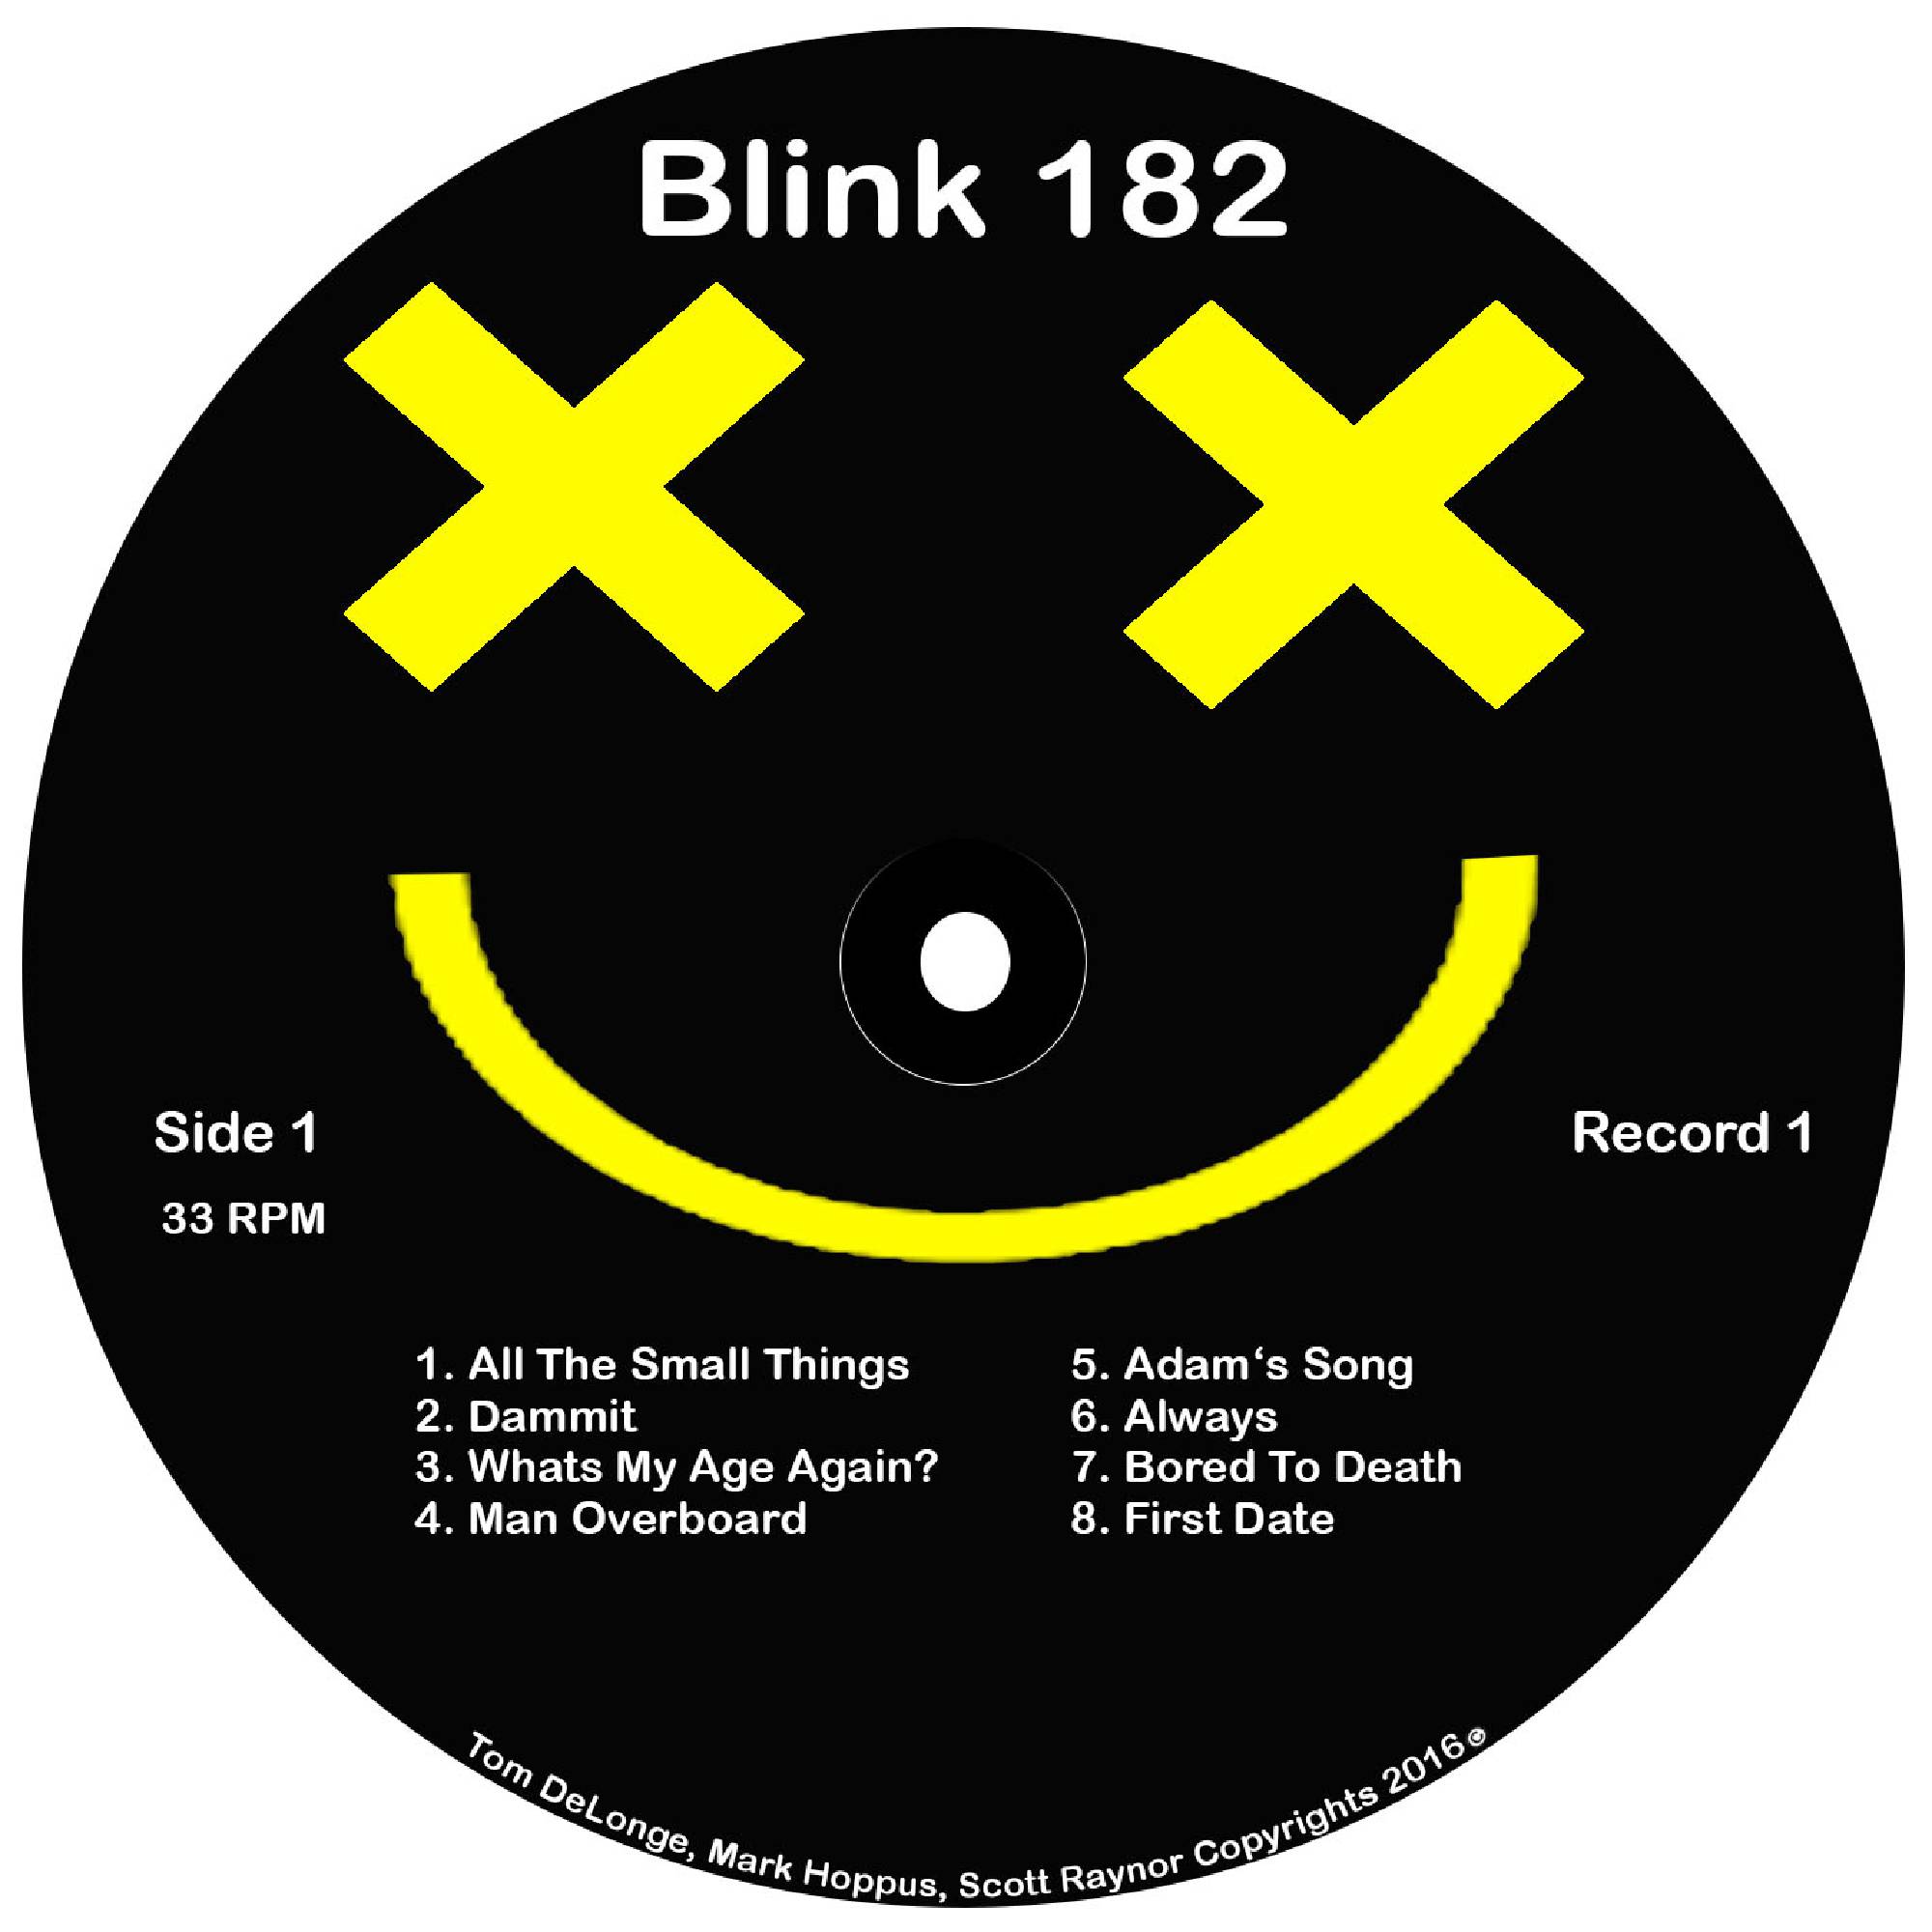 Blink 182
Side 1
Record 1
33 RPM
1. All The Small Things
2. Dammit
3. Whats My Age Again?
4. Man Overboard
5. Adam‘s Song
6. Always
7. Bored To Death
8. First Date
Tom DeLonge, Mark Hoppus, Scott Raynor Copyrights 2016©